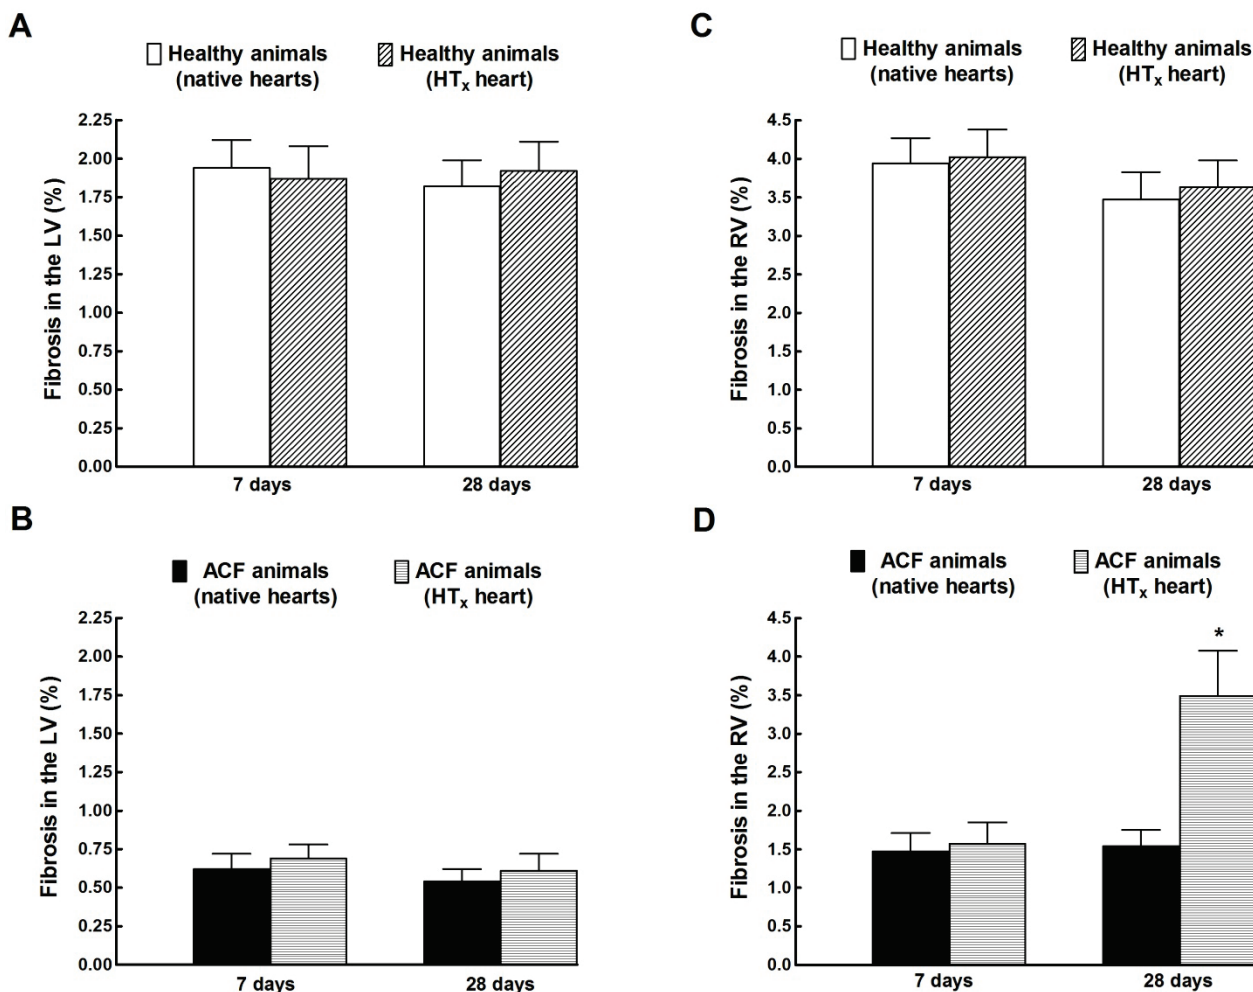 A
Healthy animals
(native hearts)
Healthy animals
(HTx heart)
Fibrosis in the LV (%)
2.25
2.00
1.75
1.50
1.25
1.00
0.75
0.50
0.25
0.00
7 days
28 days
C
Healthy animals
(native hearts)
Healthy animals
(HTx heart)
Fibrosis in the RV (%)
4.5
4.0
3.5
3.0
2.5
2.0
1.5
1.0
0.5
0.0
7 days
28 days
B
ACF animals
(native hearts)
ACF animals
(HTx heart)
Fibrosis in the LV (%)
2.25
2.00
1.75
1.50
1.25
1.00
0.75
0.50
0.25
0.00
7 days
28 days
D
ACF animals
(native hearts)
ACF animals
(HTx heart)
Fibrosis in the RV (%)
4.5
4.0
3.5
3.0
2.5
2.0
1.5
1.0
0.5
0.0
*
7 days
28 days